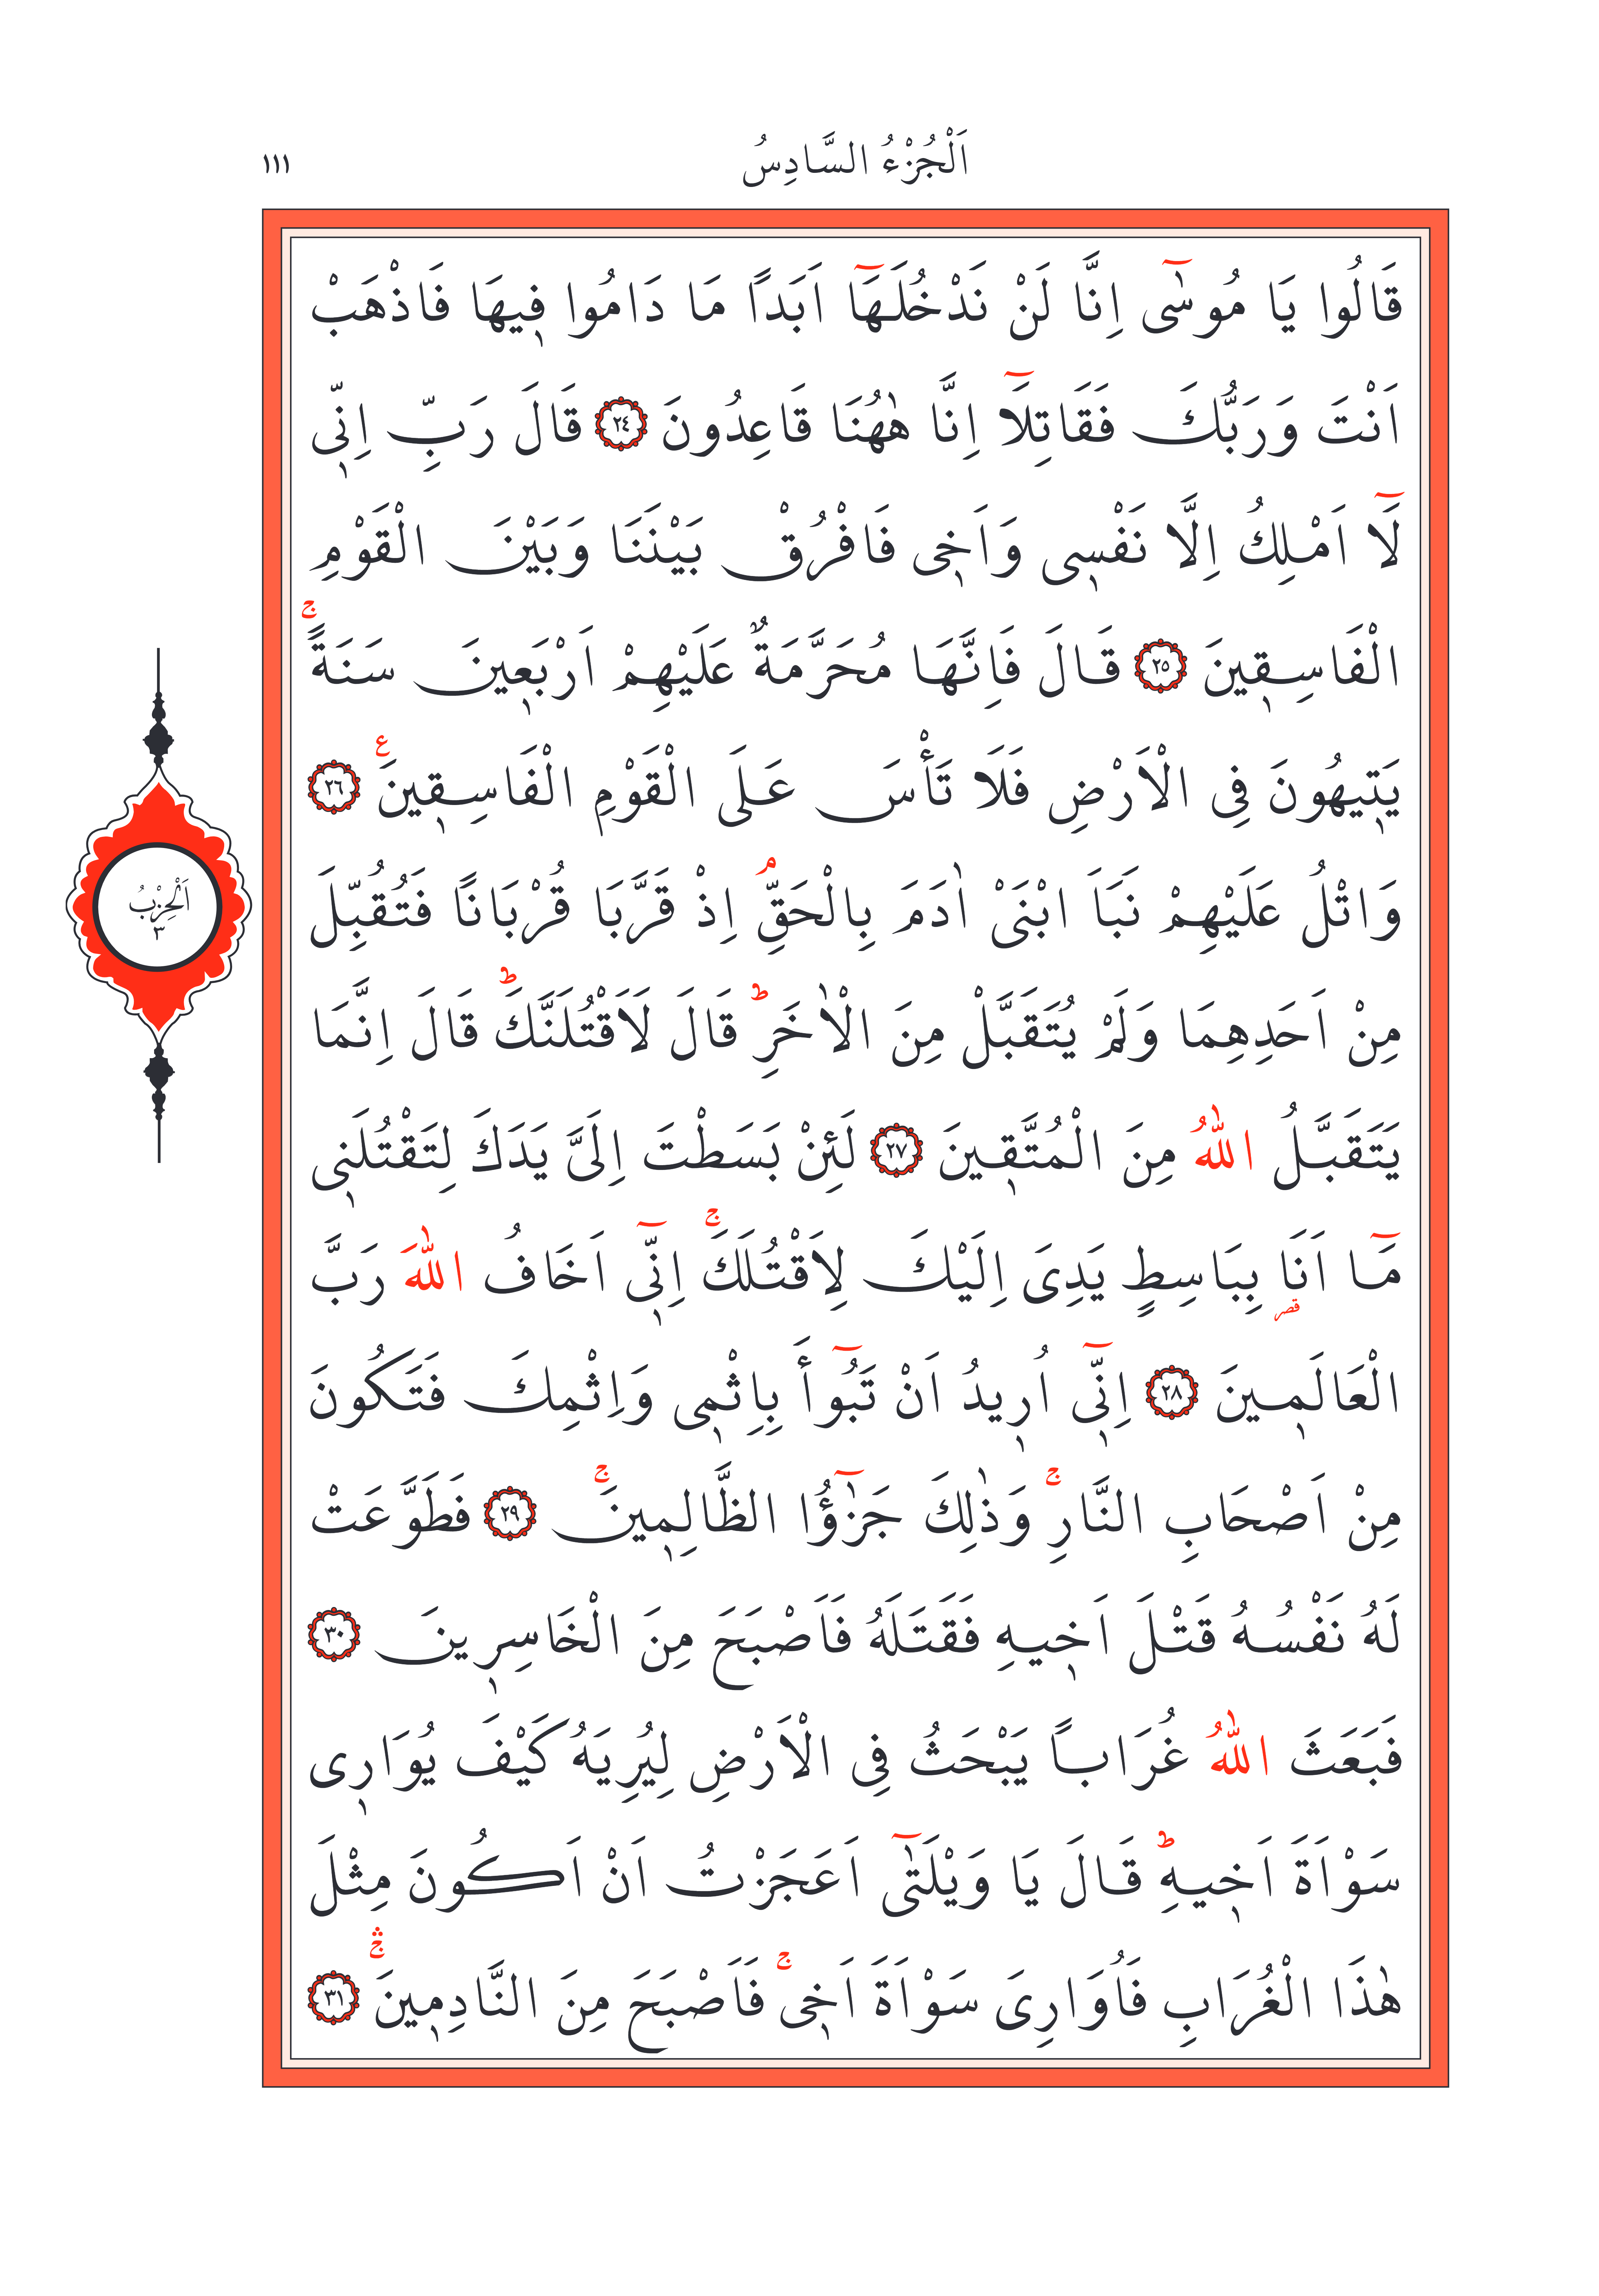 اَلْجُزْءُ السَّادِسُ
١١١
قَالُوا يَا مُوسٰٓى اِنَّا لَنْ نَدْخُلَهَٓا اَبَدًا مَا دَامُوا ف۪يهَا فَاذْهَبْ
اَنْتَ وَرَبُّكَ فَقَاتِلَٓا اِنَّا هٰهُنَا قَاعِدُونَ ﴿٢٤﴾ قَالَ رَبِّ اِنّ۪ى
لَٓا اَمْلِكُ اِلَّا نَفْس۪ى وَاَخ۪ى فَافْرُقْ بَيْنَنَا وَبَيْنَ الْقَوْمِ
الْفَاسِق۪ينَ ﴿٢٥﴾ قَالَ فَاِنَّهَا مُحَرَّمَةٌ عَلَيْهِمْ اَرْبَع۪ينَ سَنَةًۚ
يَت۪يهُونَ فِى الْاَرْضِ فَلَا تَأْسَ عَلَى الْقَوْمِ الْفَاسِق۪ينَ ع ﴿٢٦﴾
وَاتْلُ عَلَيْهِمْ نَبَاَ ابْنَىْ اٰدَمَ بِالْحَقِّۢ اِذْ قَرَّبَا قُرْبَانًا فَتُقُبِّلَ
مِنْ اَحَدِهِمَا وَلَمْ يُتَقَبَّلْ مِنَ الْاٰخَرِۜ قَالَ لَاَقْتُلَنَّكَۜ قَالَ اِنَّمَا
يَتَقَبَّلُ اللّٰهُ مِنَ الْمُتَّق۪ينَ ﴿٢٧﴾ لَئِنْ بَسَطْتَ اِلَىَّ يَدَكَ لِتَقْتُلَن۪ى
مَٓا اَنَا۬ بِبَاسِطٍ يَدِىَ اِلَيْكَ لِاَقْتُلَكَۚ اِنّ۪ٓى اَخَافُ اللّٰهَ رَبَّ
الْعَالَم۪ينَ ﴿٢٨﴾ اِنّ۪ٓى اُر۪يدُ اَنْ تَبُٓوأَ بِاِثْم۪ى وَاِثْمِكَ فَتَكُونَ
مِنْ اَصْحَابِ النَّارِۚ وَذٰلِكَ جَزٰٓؤُا الظَّالِم۪ينَۚ ﴿٢٩﴾ فَطَوَّعَتْ
لَهُ نَفْسُهُ قَتْلَ اَخ۪يهِ فَقَتَلَهُ فَاَصْبَحَ مِنَ الْخَاسِر۪ينَ ﴿٣٠﴾
فَبَعَثَ اللّٰهُ غُرَابًا يَبْحَثُ فِى الْاَرْضِ لِيُرِيَهُ كَيْفَ يُوَار۪ى
سَوْاَةَ اَخ۪يهِۜ قَالَ يَا وَيْلَتٰٓى اَعَجَزْتُ اَنْ اَكُونَ مِثْلَ
هٰذَا الْغُرَابِ فَاُوَارِىَ سَوْاَةَ اَخ۪ىۚ فَاَصْبَحَ مِنَ النَّادِم۪ينَۚۛ ﴿٣١﴾
اَلْحِزْبُ
٣